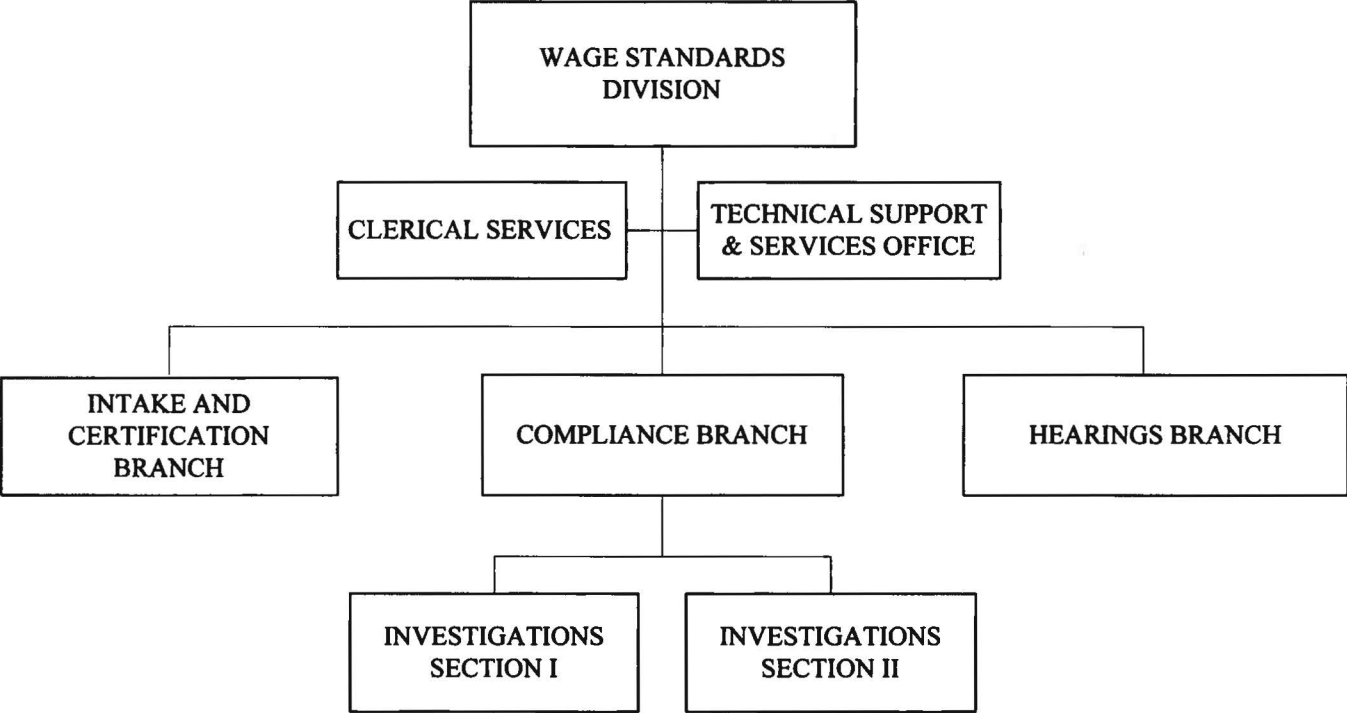 WAGE STANDARDS
DIVISION
CLERICAL SERVICES
TECHNICAL SUPPORT
& SERVICES OFFICE
INTAKE AND
CERTIFICATION
BRANCH
COMPLIANCE BRANCH
HEARINGS BRANCH
INVESTIGATIONS
SECTION I
INVESTIGATIONS
SECTION II